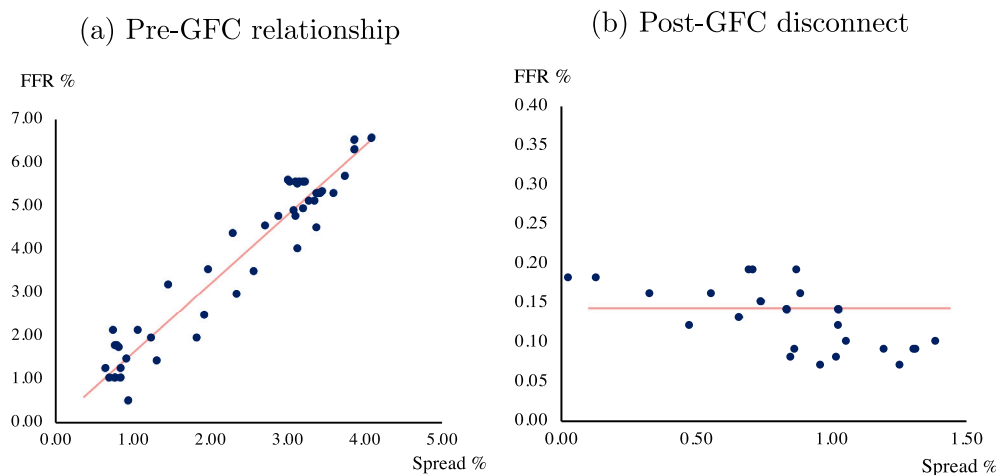 (a) Pre-GFC relationship
FFR %
7.00
6.00
5.00
4.00
3.00
2.00
1.00
0.00
0.00 1.00 2.00 3.00 4.00 5.00
Spread %
(b) Post-GFC disconnect
FFR %
0.40
0.35
0.30
0.25
0.20
0.15
0.10
0.05
0.00
0.00 0.50 1.00 1.50
Spread %